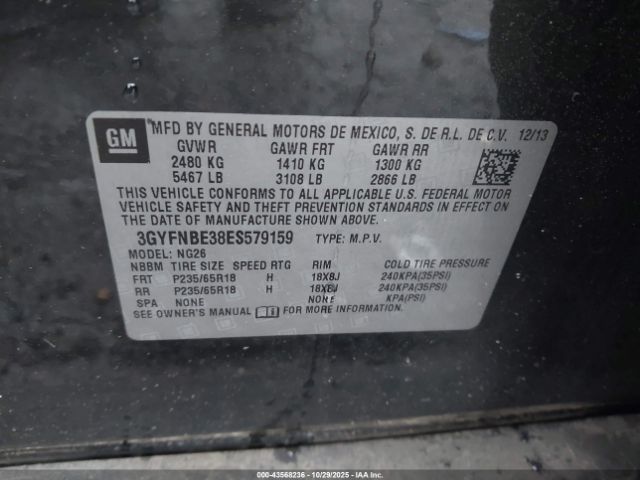 GM
MFD BY GENERAL MOTORS DE MEXICO, S. DE R.L. DE C.V. 12/13
GVWR GAWR FRT GAWR RR
2480 KG 1410 KG 1300 KG
5467 LB 3108 LB 2866 LB
THIS VEHICLE CONFORMS TO ALL APPLICABLE U.S. FEDERAL MOTOR
VEHICLE SAFETY, BUMPER, AND THEFT PREVENTION STANDARDS IN EFFECT
ON THE DATE OF MANUFACTURE SHOWN ABOVE.
3GYFNBE38ES579159 TYPE: M.P.V.
MODEL: NG26
NBBM TIRE SIZE SPEED RTG RIM COLD TIRE PRESSURE
FRT P235/65R18 H 18X8J 240KPA(35PSI)
RR P235/65R18 H 18X8J 240KPA(35PSI)
SPA NONE NONE KPA(PSI)
SEE OWNER'S MANUAL FOR MORE INFORMATION.
000-43568236 - 10/29/2025 - IAAI.com